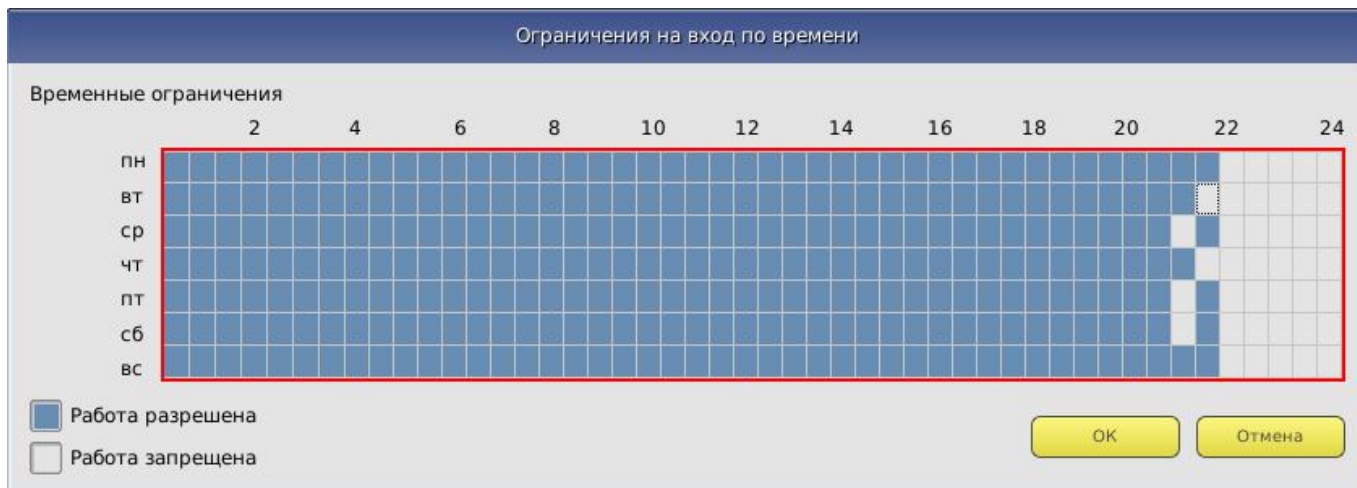 Ограничения на вход по времени
Временные ограничения
2 4 6 8 10 12 14 16 18 20 22 24
пн
вт
ср
чт
пт
сб
вс
Работа разрешена
Работа запрещена
ОК Отмена